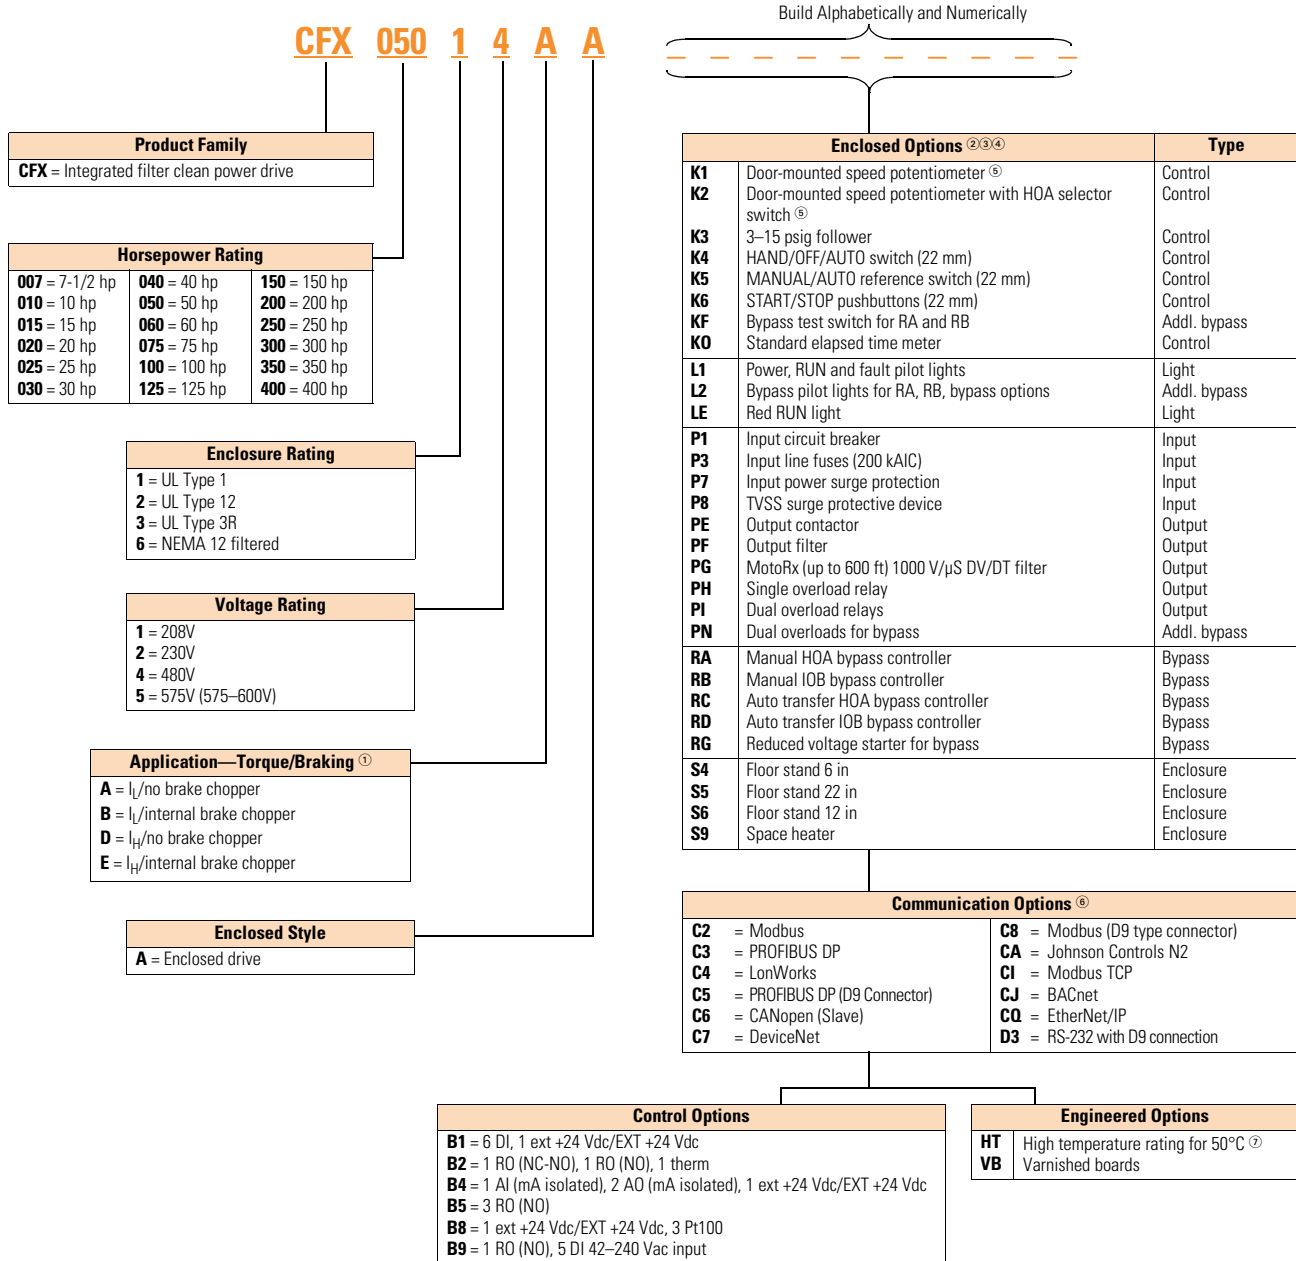 Build Alphabetically and Numerically
CFX 050 1 4 A A
Product Family
CFX = Integrated filter clean power drive
Horsepower Rating
007 = 7-1/2 hp 040 = 40 hp 150 = 150 hp
010 = 10 hp 050 = 50 hp 200 = 200 hp
015 = 15 hp 060 = 60 hp 250 = 250 hp
020 = 20 hp 075 = 75 hp 300 = 300 hp
025 = 25 hp 100 = 100 hp 350 = 350 hp
030 = 30 hp 125 = 125 hp 400 = 400 hp
Enclosure Rating
1 = UL Type 1
2 = UL Type 12
3 = UL Type 3R
6 = NEMA 12 filtered
Voltage Rating
1 = 208V
2 = 230V
4 = 480V
5 = 575V (575–600V)
Application—Torque/Braking ①
A = IL/no brake chopper
B = IL/internal brake chopper
D = IH/no brake chopper
E = IH/internal brake chopper
Enclosed Style
A = Enclosed drive
Enclosed Options ②③④ Type
K1 Door-mounted speed potentiometer ⑤ Control
K2 Door-mounted speed potentiometer with HOA selector Control
switch ⑤
K3 3–15 psig follower Control
K4 HAND/OFF/AUTO switch (22 mm) Control
K5 MANUAL/AUTO reference switch (22 mm) Control
K6 START/STOP pushbuttons (22 mm) Control
KF Bypass test switch for RA and RB Addl. bypass
KO Standard elapsed time meter Control
L1 Power, RUN and fault pilot lights Light
L2 Bypass pilot lights for RA, RB, bypass options Addl. bypass
LE Red RUN light Light
P1 Input circuit breaker Input
P3 Input line fuses (200 kAIC) Input
P7 Input power surge protection Input
P8 TVSS surge protective device Input
PE Output contactor Output
PF Output filter Output
PG MotoRx (up to 600 ft) 1000 V/µS DV/DT filter Output
PH Single overload relay Output
PI Dual overload relays Output
PN Dual overloads for bypass Addl. bypass
RA Manual HOA bypass controller Bypass
RB Manual IOB bypass controller Bypass
RC Auto transfer HOA bypass controller Bypass
RD Auto transfer IOB bypass controller Bypass
RG Reduced voltage starter for bypass Bypass
S4 Floor stand 6 in Enclosure
S5 Floor stand 22 in Enclosure
S6 Floor stand 12 in Enclosure
S9 Space heater Enclosure
Communication Options ⑥
C2 = Modbus C8 = Modbus (D9 type connector)
C3 = PROFIBUS DP CA = Johnson Controls N2
C4 = LonWorks CI = Modbus TCP
C5 = PROFIBUS DP (D9 Connector) CJ = BACnet
C6 = CANopen (Slave) CQ = EtherNet/IP
C7 = DeviceNet D3 = RS-232 with D9 connection
Control Options
B1 = 6 DI, 1 ext +24 Vdc/EXT +24 Vdc
B2 = 1 RO (NC-NO), 1 RO (NO), 1 therm
B4 = 1 AI (mA isolated), 2 AO (mA isolated), 1 ext +24 Vdc/EXT +24 Vdc
B5 = 3 RO (NO)
B8 = 1 ext +24 Vdc/EXT +24 Vdc, 3 Pt100
B9 = 1 RO (NO), 5 DI 42–240 Vac input
Engineered Options
HT High temperature rating for 50°C ⑦
VB Varnished boards